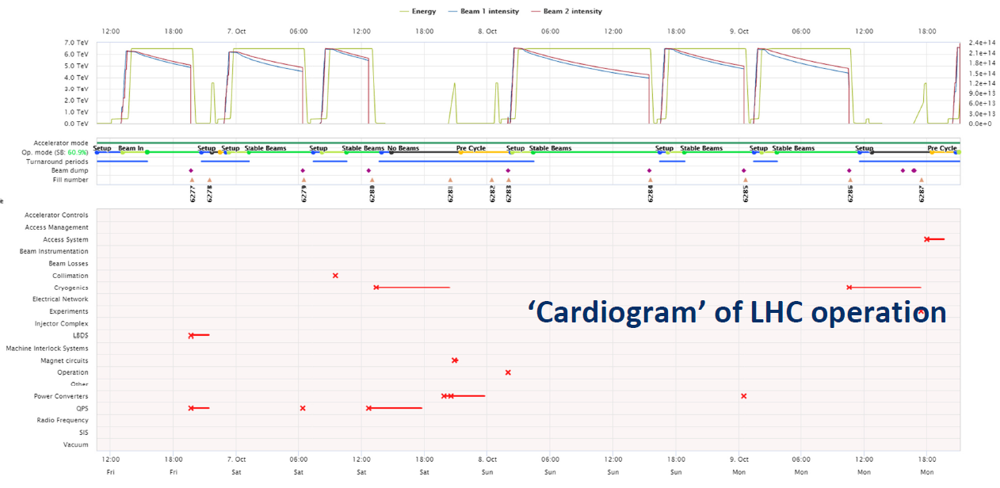 Energy Beam 1 intensity Beam 2 intensity
12:00 18:00 7. Oct 06:00 12:00 18:00 8. Oct 06:00 12:00 18:00 9. Oct 06:00 12:00 18:00
7.0 TeV 2.4e+14
6.0 TeV 2.1e+14
5.0 TeV 1.8e+14
4.0 TeV 1.5e+14
3.0 TeV 1.2e+14
2.0 TeV 9.0e+13
1.0 TeV 6.0e+13
0.0 TeV 3.0e+13
0.0e+0
Accelerator mode
Op. mode (SB: 60.9%) Setup Beam In Setup Setup Stable Beams Setup Stable Beams No Beams Pre Cycle Setup Stable Beams Setup Stable Beams Setup Stable Beams Setup Pre Cycle
Turnaround periods
Beam dump
Fill number
Accelerator Controls
Access Management
Access System
Beam Instrumentation
Beam Losses
Collimation
Cryogenics
Electrical Network
Experiments
'Cardiogram' of LHC operation
Injector Complex
LBDS
Machine Interlock Systems
Magnet circuits
Operation
Other
Power Converters
QPS
Radio Frequency
SIS
Vacuum
12:00 18:00 7. Oct 06:00 12:00 18:00 8. Oct 06:00 12:00 18:00 9. Oct 06:00 12:00 18:00
Fri Fri Sat Sat Sat Sat Sun Sun Sun Sun Mon Mon Mon Mon